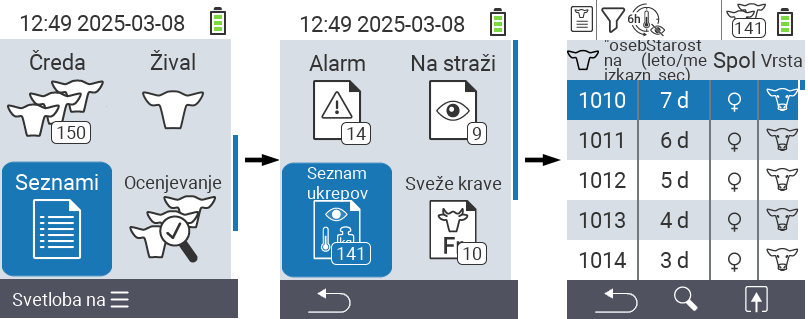 12:49 2025-03-08
Čreda
Žival
150
Seznami
Ocenjevanje
Svetloba na
12:49 2025-03-08
Alarm
Na straži
14
9
Seznam
ukrepov
Sveže krave
141
Fr
10
6h
141
"oseb
na
izkazn
Starost
(leto/me
sec)
Spol
Vrsta
1010 7 d
1011 6 d
1012 5 d
1013 4 d
1014 3 d